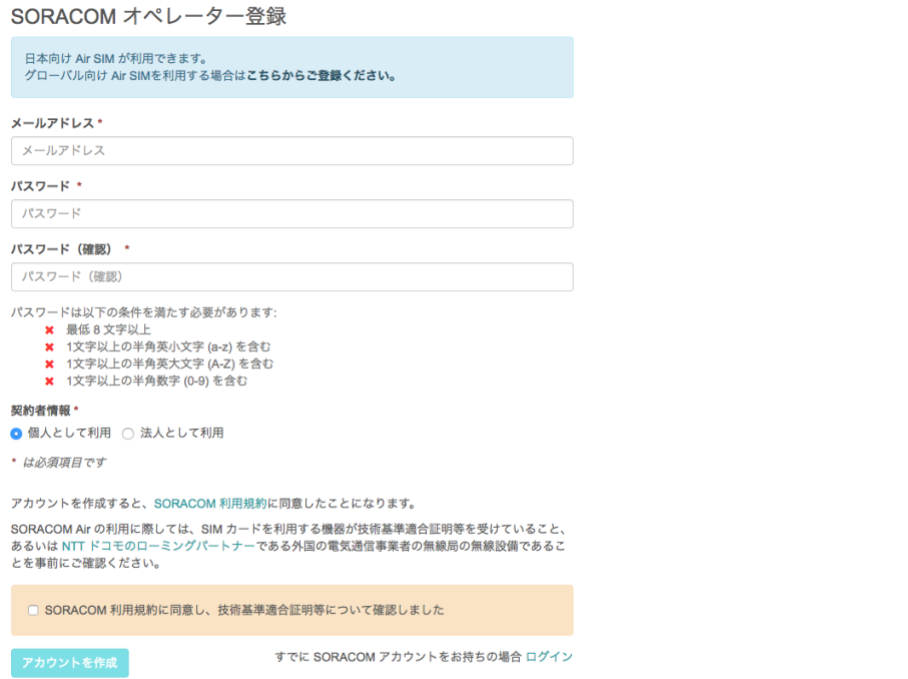 SORACOM オペレーター登録
日本向け Air SIM が利用できます。
グローバル向け Air SIMを利用する場合はこちらからご登録ください。
メールアドレス *
メールアドレス
パスワード *
パスワード
パスワード（確認） *
パスワード（確認）
パスワードは以下の条件を満たす必要があります:
✖ 最低 8 文字以上
✖ 1文字以上の半角英小文字 (a-z) を含む
✖ 1文字以上の半角英大文字 (A-Z) を含む
✖ 1文字以上の半角数字 (0-9) を含む
契約者情報 *
個人として利用 法人として利用
* は必須項目です
アカウントを作成すると、SORACOM 利用規約に同意したことになります。
SORACOM Air の利用に際しては、SIM カードを利用する機器が技術基準適合証明等を受けていること、
あるいは NTT ドコモのローミングパートナーである外国の電気通信事業者の無線局の無線設備であるこ
とを事前にご確認ください。
SORACOM 利用規約に同意し、技術基準適合証明等について確認しました
アカウントを作成 すでに SORACOM アカウントをお持ちの場合 ログイン